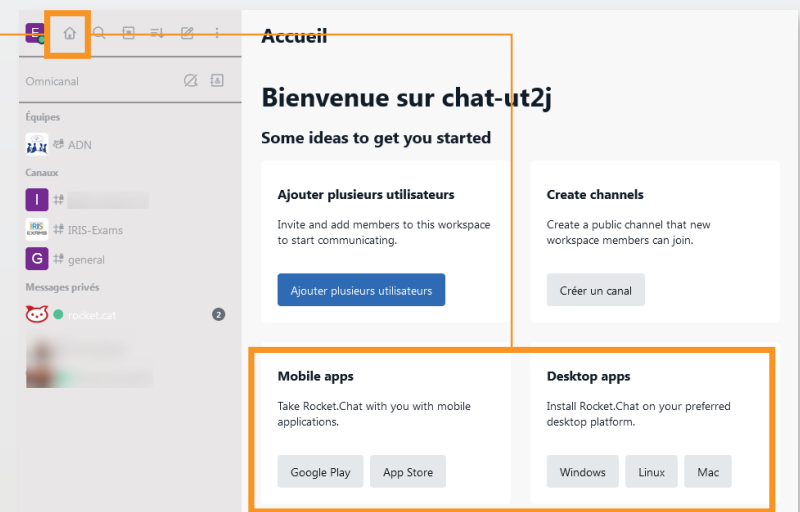 E
Accueil
Omnicanal
Équipes
ADN
Canaux
I
IRIS
EXAMS
IRIS-Exams
G
general
Messages privés
rocket.cat
2
Bienvenue sur chat-ut2j
Some ideas to get you started
Ajouter plusieurs utilisateurs
Invite and add members to this workspace
to start communicating.
Ajouter plusieurs utilisateurs
Create channels
Create a public channel that new
workspace members can join.
Créer un canal
Mobile apps
Take Rocket.Chat with you with mobile
applications.
Google Play
App Store
Desktop apps
Install Rocket.Chat on your preferred
desktop platform.
Windows
Linux
Mac